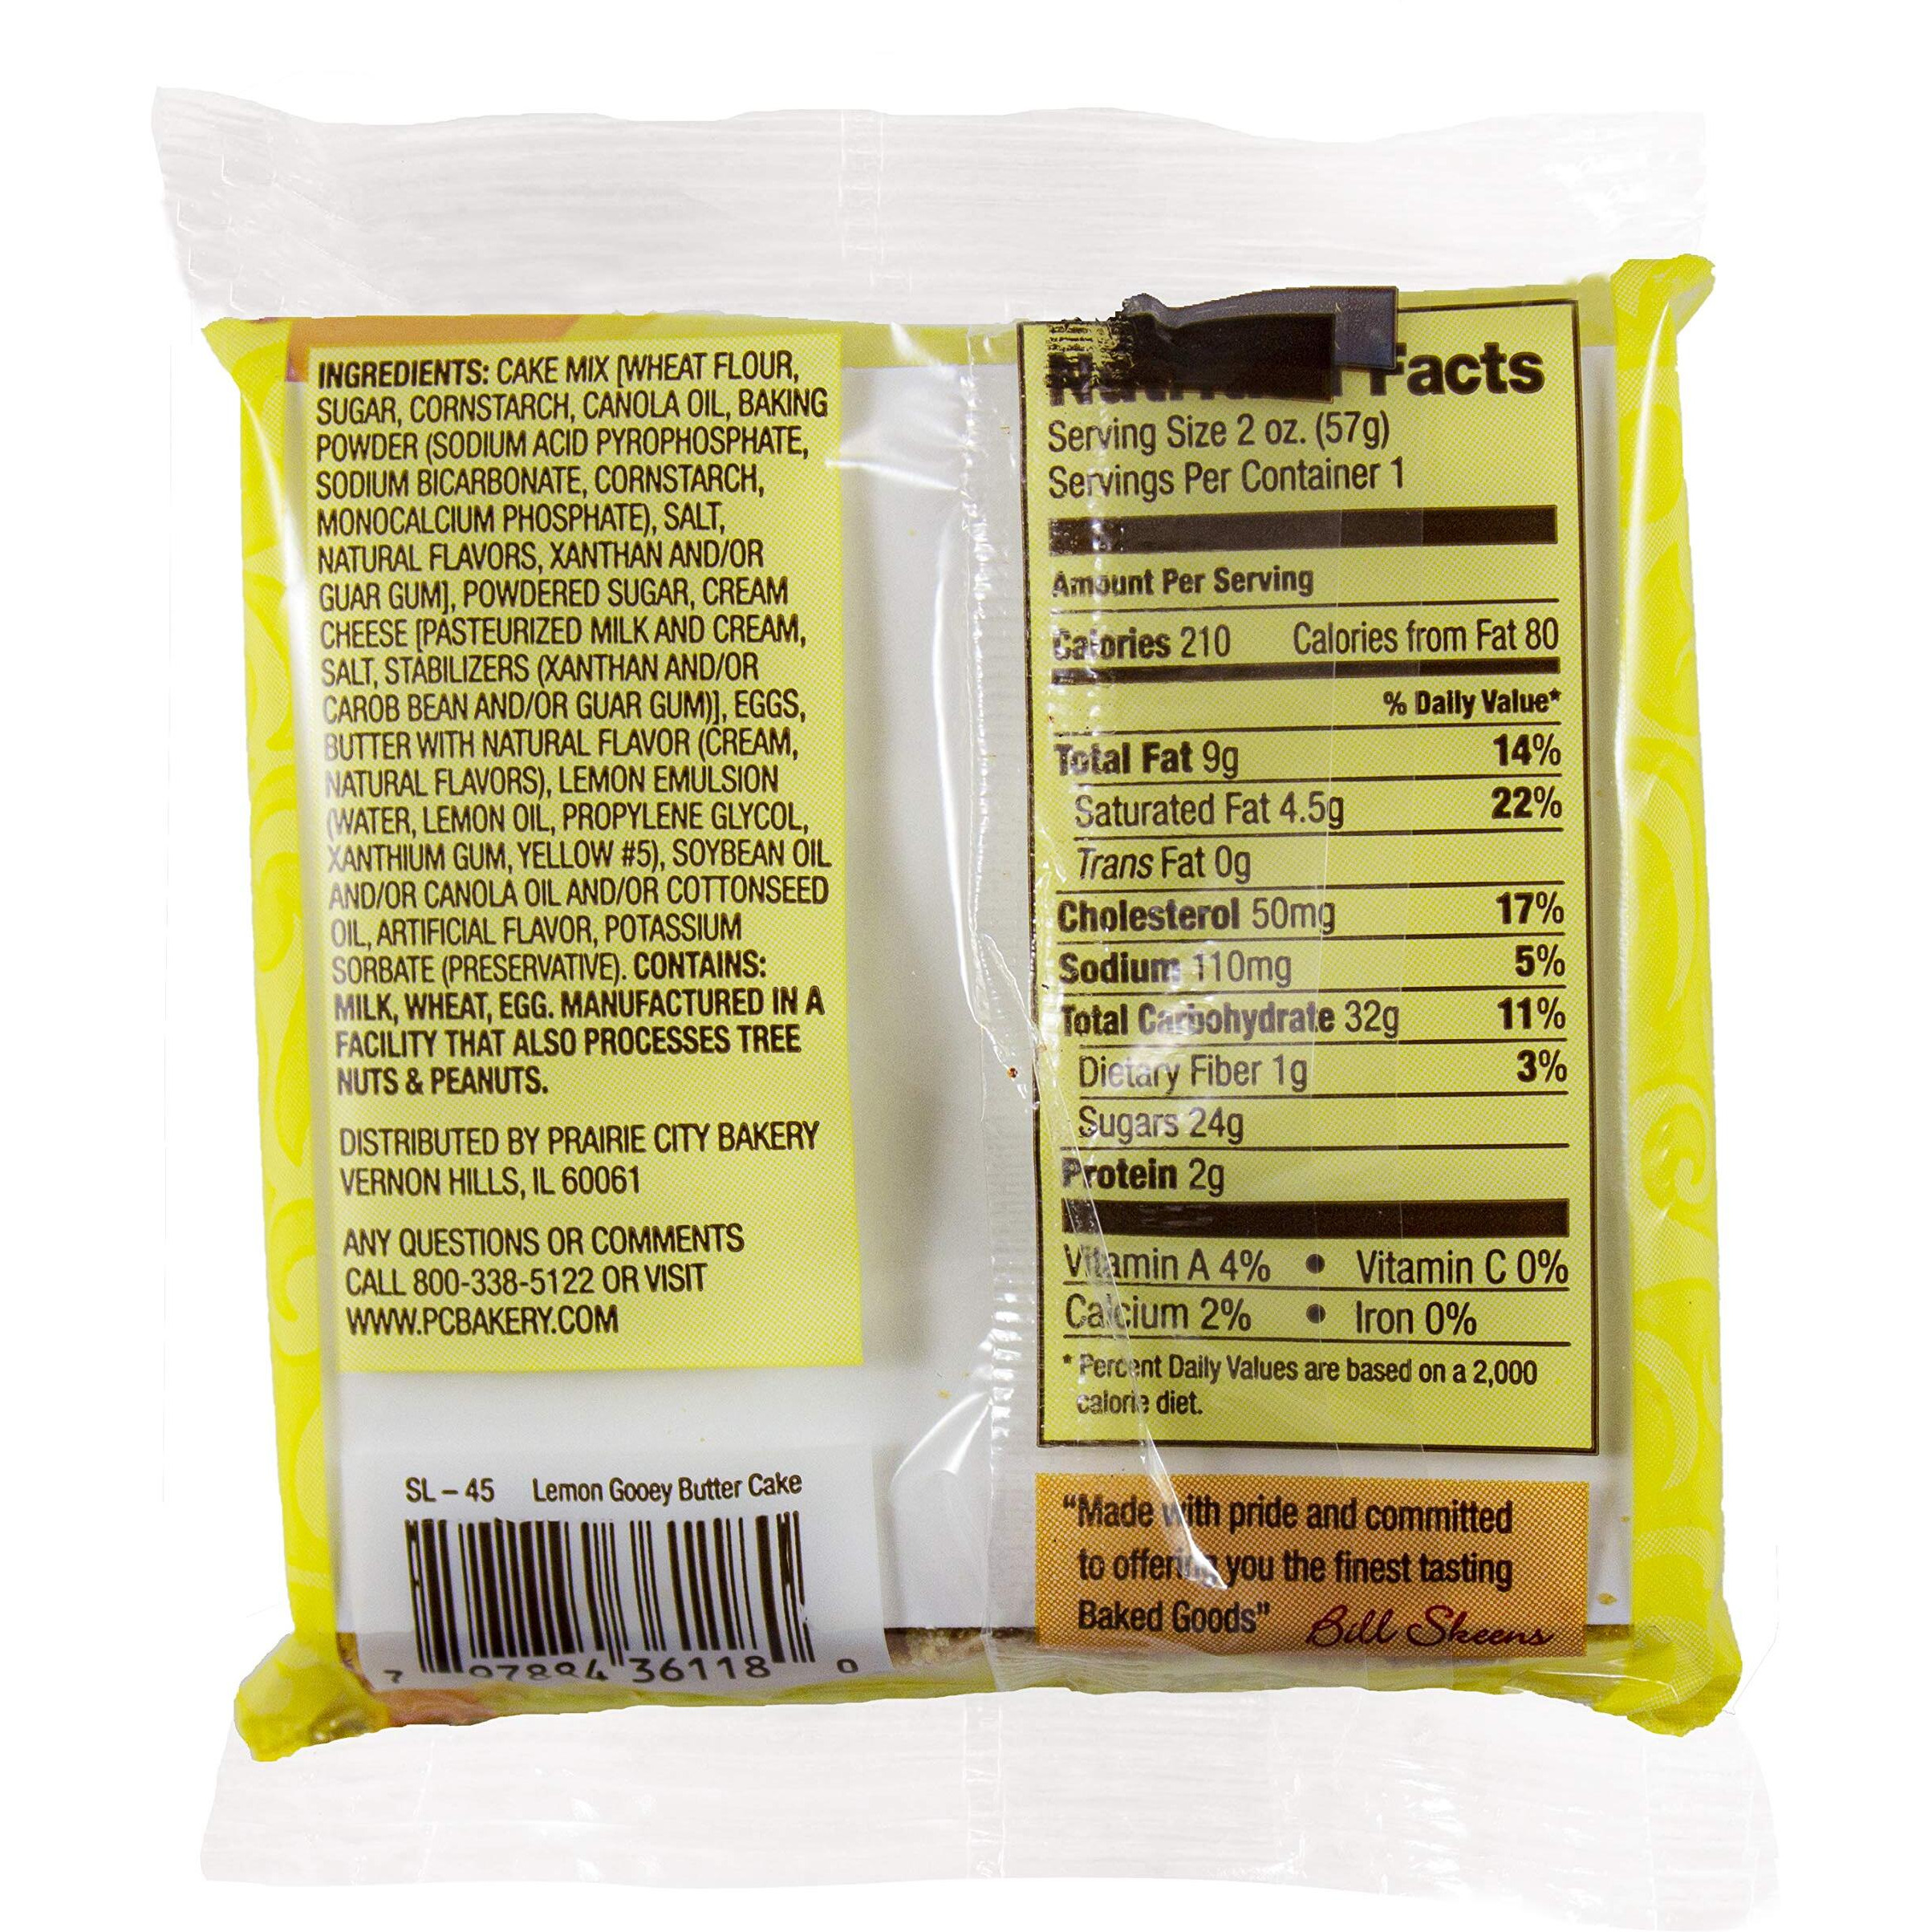 INGREDIENTS: CAKE MIX [WHEAT FLOUR,
SUGAR, CORNSTARCH, CANOLA OIL, BAKING
POWDER (SODIUM ACID PYROPHOSPHATE,
SODIUM BICARBONATE, CORNSTARCH,
MONOCALCIUM PHOSPHATE), SALT,
NATURAL FLAVORS, XANTHAN AND/OR
GUAR GUM], POWDERED SUGAR, CREAM
CHEESE [PASTEURIZED MILK AND CREAM,
SALT, STABILIZERS (XANTHAN AND/OR
CAROB BEAN AND/OR GUAR GUM)], EGGS,
BUTTER WITH NATURAL FLAVOR (CREAM,
NATURAL FLAVORS), LEMON EMULSION
(WATER, LEMON OIL, PROPYLENE GLYCOL,
XANTHIUM GUM, YELLOW #5), SOYBEAN OIL
AND/OR CANOLA OIL AND/OR COTTONSEED
OIL, ARTIFICIAL FLAVOR, POTASSIUM
SORBATE (PRESERVATIVE). CONTAINS:
MILK, WHEAT, EGG. MANUFACTURED IN A
FACILITY THAT ALSO PROCESSES TREE
NUTS & PEANUTS.
DISTRIBUTED BY PRAIRIE CITY BAKERY
VERNON HILLS, IL 60061
ANY QUESTIONS OR COMMENTS
CALL 800-338-5122 OR VISIT
WWW.PCBAKERY.COM
SL – 45 Lemon Gooey Butter Cake
7 36118 0
Facts
Serving Size 2 oz. (57g)
Servings Per Container 1
Amount Per Serving
Calories 210 Calories from Fat 80
% Daily Value*
Total Fat 9g 14%
Saturated Fat 4.5g 22%
Trans Fat 0g
Cholesterol 50mg 17%
Sodium 110mg 5%
Total Carbohydrate 32g 11%
Dietary Fiber 1g 3%
Sugars 24g
Protein 2g
Vitamin A 4% • Vitamin C 0%
Calcium 2% • Iron 0%
* Percent Daily Values are based on a 2,000
calorie diet.
"Made with pride and committed
to offering you the finest tasting
Baked Goods" Bill Skeens